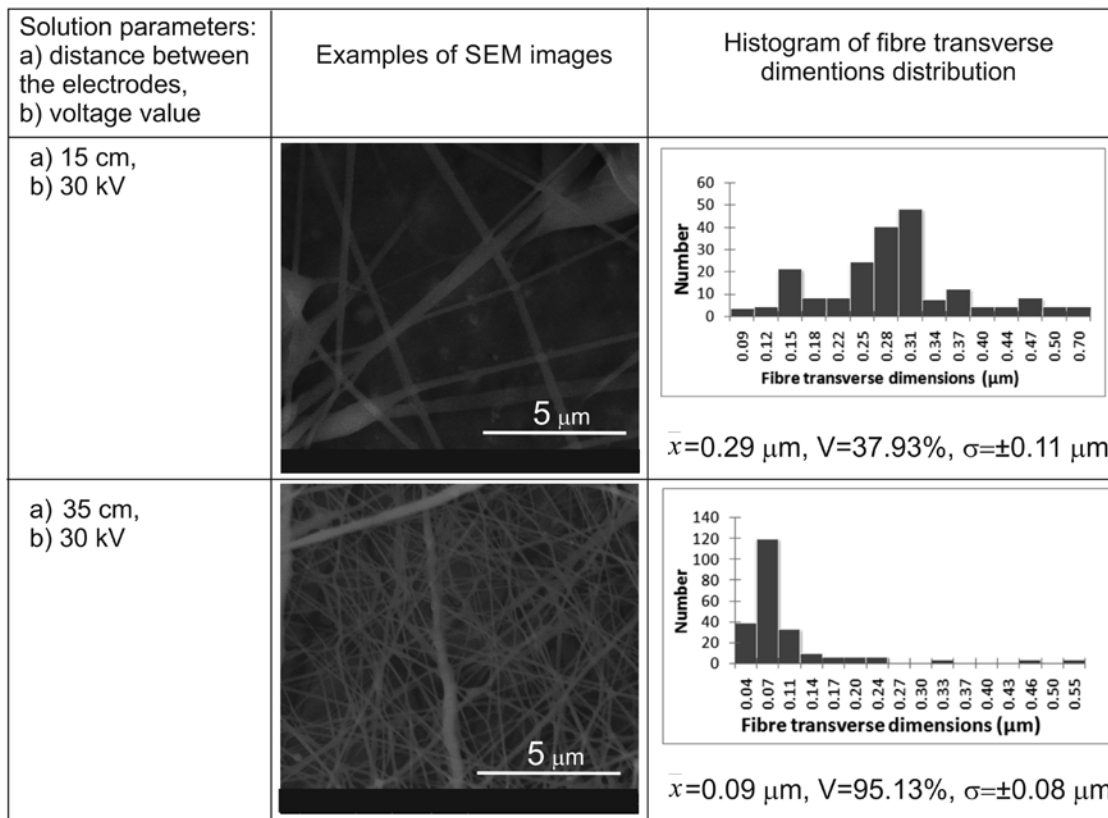 Solution parameters:
a) distance between
the electrodes,
b) voltage value
Examples of SEM images
Histogram of fibre transverse
dimentions distribution
a) 15 cm,
b) 30 kV
5 μm
60
50
40
30
20
10
0
Number
0.09 0.12 0.15 0.18 0.22 0.25 0.28 0.31 0.34 0.37 0.40 0.44 0.47 0.50 0.70
Fibre transverse dimensions (μm)
x̄=0.29 μm, V=37.93%, σ=±0.11 μm
a) 35 cm,
b) 30 kV
5 μm
140
120
100
80
60
40
20
0
Number
0.04 0.07 0.11 0.14 0.17 0.20 0.24 0.27 0.30 0.33 0.37 0.40 0.43 0.46 0.50 0.55
Fibre transverse dimensions (μm)
x̄=0.09 μm, V=95.13%, σ=±0.08 μm